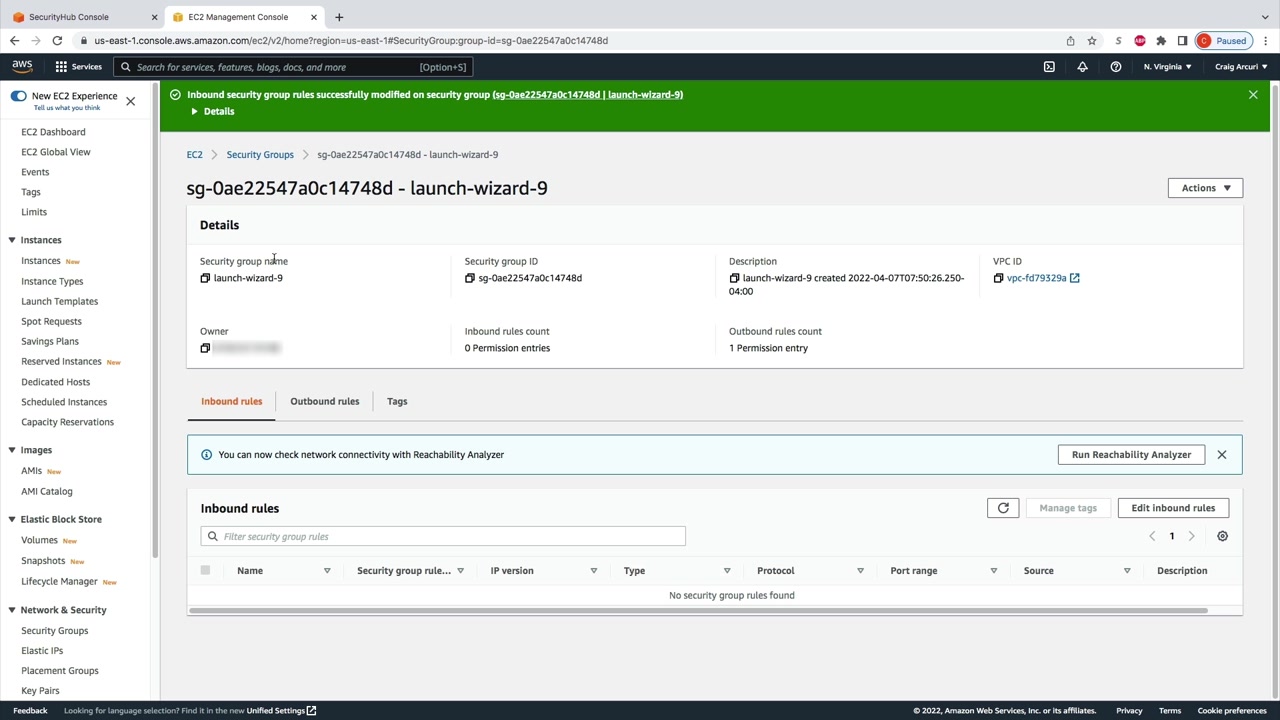 SecurityHub Console
EC2 Management Console
us-east-1.console.aws.amazon.com/ec2/v2/home?region=us-east-1#SecurityGroup:group-id=sg-0ae22547a0c14748d
S
ABP
C
Paused
aws
Services
Search for services, features, blogs, docs, and more
[Option+S]
N. Virginia
Craig Arcuri
New EC2 Experience
Tell us what you think
EC2 Dashboard
EC2 Global View
Events
Tags
Limits
Instances
Instances New
Instance Types
Launch Templates
Spot Requests
Savings Plans
Reserved Instances New
Dedicated Hosts
Scheduled Instances
Capacity Reservations
Images
AMIs New
AMI Catalog
Elastic Block Store
Volumes New
Snapshots New
Lifecycle Manager New
Network & Security
Security Groups
Elastic IPs
Placement Groups
Key Pairs
Inbound security group rules successfully modified on security group (sg-0ae22547a0c14748d | launch-wizard-9)
Details
EC2
Security Groups
sg-0ae22547a0c14748d - launch-wizard-9
sg-0ae22547a0c14748d - launch-wizard-9
Actions
Details
Security group name
launch-wizard-9
Security group ID
sg-0ae22547a0c14748d
Description
launch-wizard-9 created 2022-04-07T07:50:26.250-
04:00
VPC ID
vpc-fd79329a
Owner
Inbound rules count
0 Permission entries
Outbound rules count
1 Permission entry
Inbound rules
Outbound rules
Tags
You can now check network connectivity with Reachability Analyzer
Run Reachability Analyzer
Inbound rules
Manage tags
Edit inbound rules
Filter security group rules
1
Name
Security group rule...
IP version
Type
Protocol
Port range
Source
Description
No security group rules found
Feedback
Looking for language selection? Find it in the new Unified Settings
© 2022, Amazon Web Services, Inc. or its affiliates.
Privacy
Terms
Cookie preferences